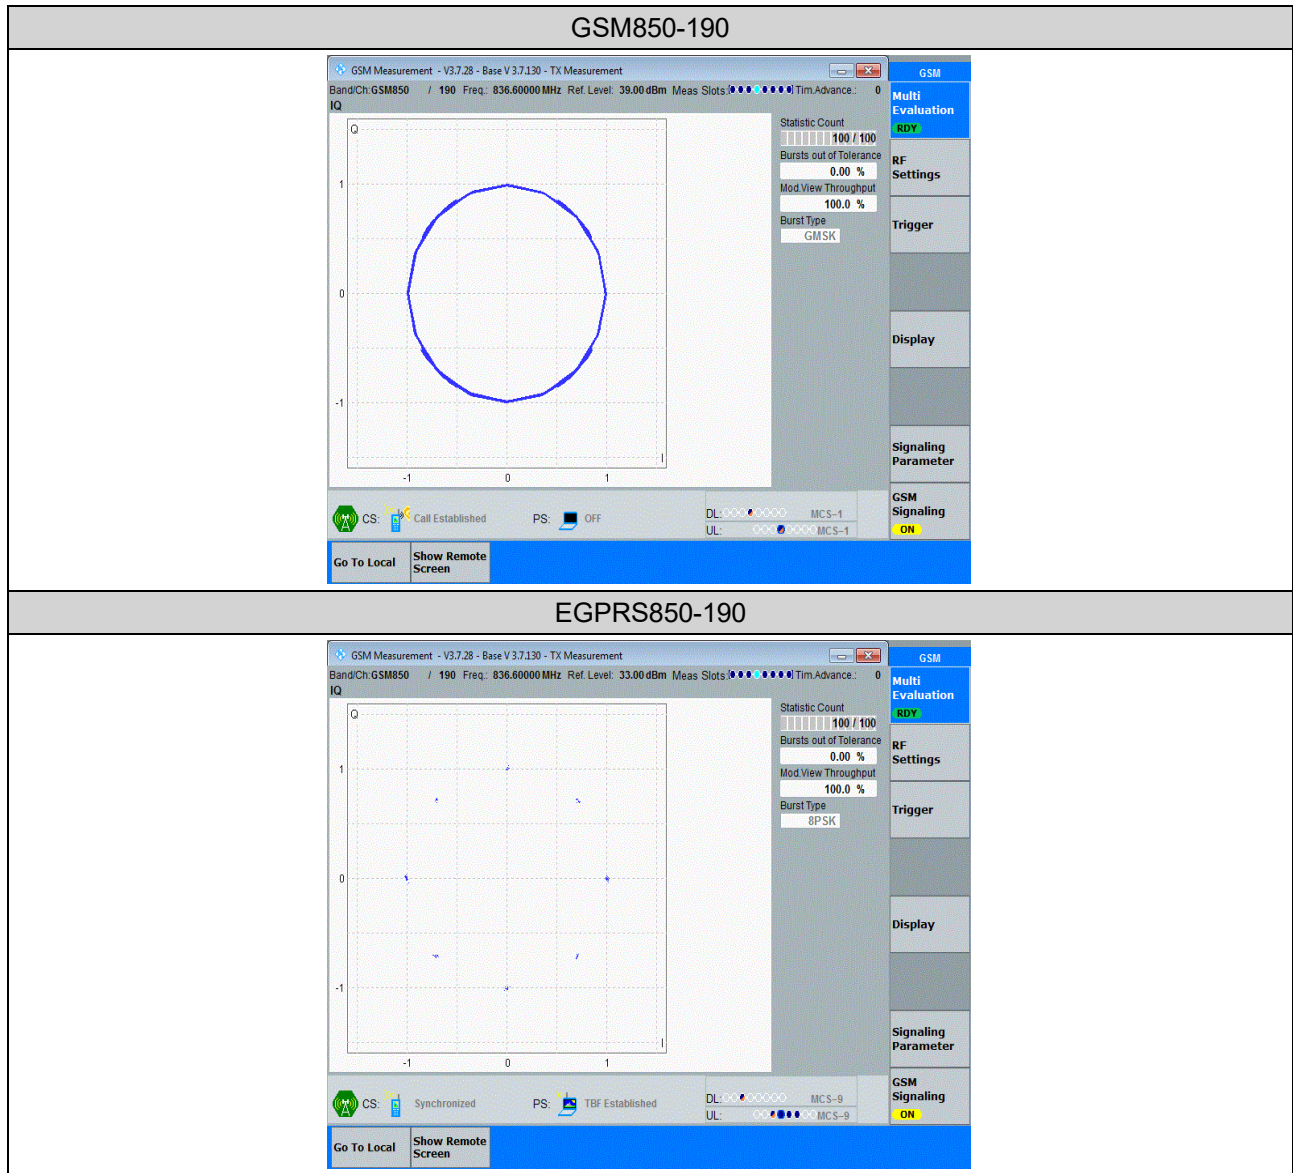 GSM850-190
GSM Measurement - V3.7.28 - Base V 3.7.130 - TX Measurement
GSM
Band/Ch: GSM850 / 190 Freq.: 836.60000 MHz Ref. Level: 39.00 dBm Meas Slots: Tim.Advance.: 0
IQ
Multi
Evaluation
RDY
Q
Statistic Count
100 / 100
Bursts out of Tolerance
0.00 %
Mod.View Throughput
100.0 %
Burst Type
GMSK
RF
Settings
Trigger
Display
1
0
-1
I
-1 0 1
Signaling
Parameter
GSM
Signaling
ON
CS: Call Established PS: OFF
DL: MCS-1
UL: MCS-1
Go To Local
Show Remote
Screen
EGPRS850-190
GSM Measurement - V3.7.28 - Base V 3.7.130 - TX Measurement
GSM
Band/Ch: GSM850 / 190 Freq.: 836.60000 MHz Ref. Level: 33.00 dBm Meas Slots: Tim.Advance.: 0
IQ
Multi
Evaluation
RDY
Q
Statistic Count
100 / 100
Bursts out of Tolerance
0.00 %
Mod.View Throughput
100.0 %
Burst Type
8PSK
RF
Settings
Trigger
Display
1
0
-1
I
-1 0 1
Signaling
Parameter
GSM
Signaling
ON
CS: Synchronized PS: TBF Established
DL: MCS-9
UL: MCS-9
Go To Local
Show Remote
Screen